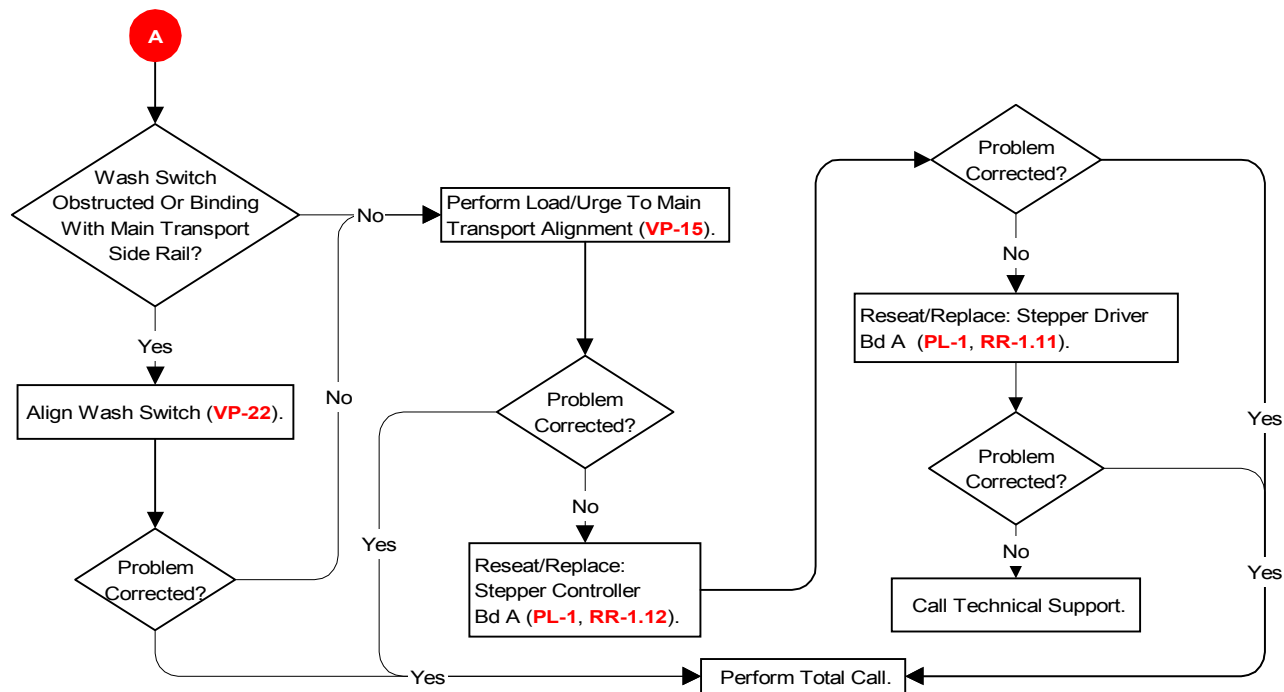 A
Wash Switch
Obstructed Or Binding
With Main Transport
Side Rail?
No
Yes
Align Wash Switch (VP-22).
No
Problem
Corrected?
Perform Load/Urge To Main
Transport Alignment (VP-15).
Problem
Corrected?
Yes
No
Reseat/Replace:
Stepper Controller
Bd A (PL-1, RR-1.12).
Yes
Problem
Corrected?
No
Reseat/Replace: Stepper Driver
Bd A (PL-1, RR-1.11).
Yes
Problem
Corrected?
No
Yes
Call Technical Support.
Perform Total Call.